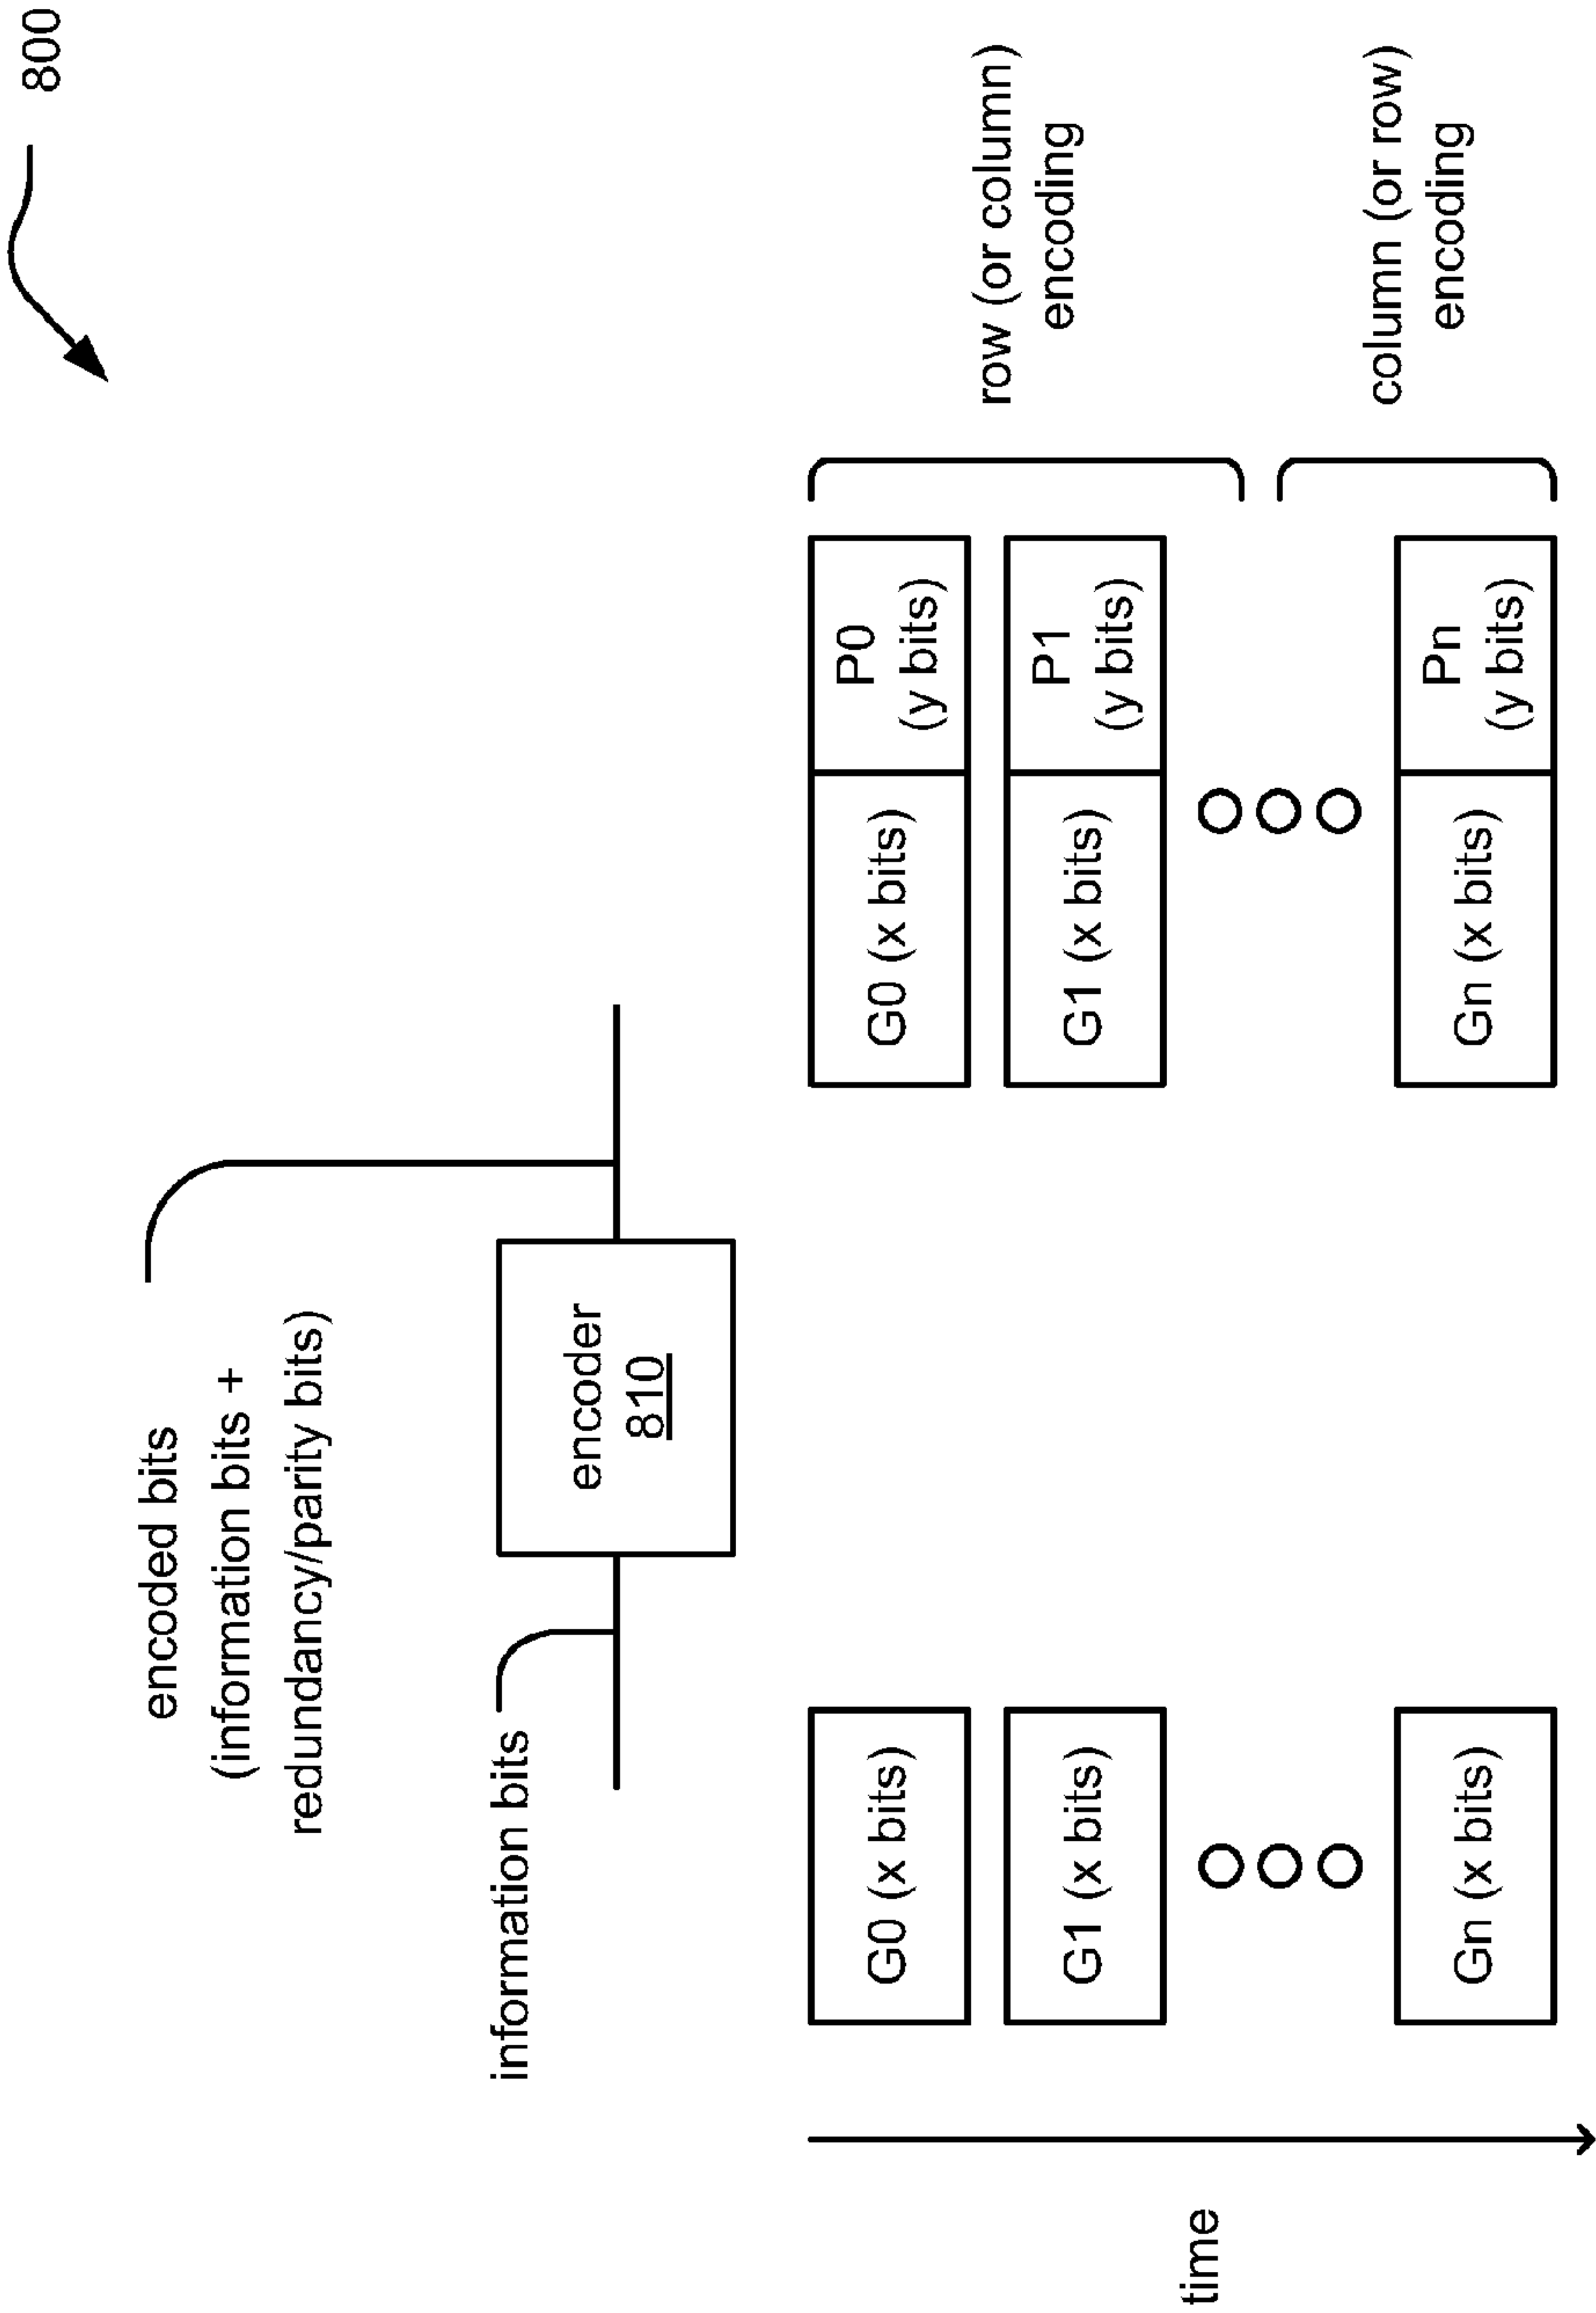 800
encoded bits
(information bits +
redundancy/parity bits)
information bits
encoder
810
time
G0 (x bits)
G1 (x bits)
Gn (x bits)
G0 (x bits)
P0
(y bits)
G1 (x bits)
P1
(y bits)
Gn (x bits)
Pn
(y bits)
row (or column)
encoding
column (or row)
encoding